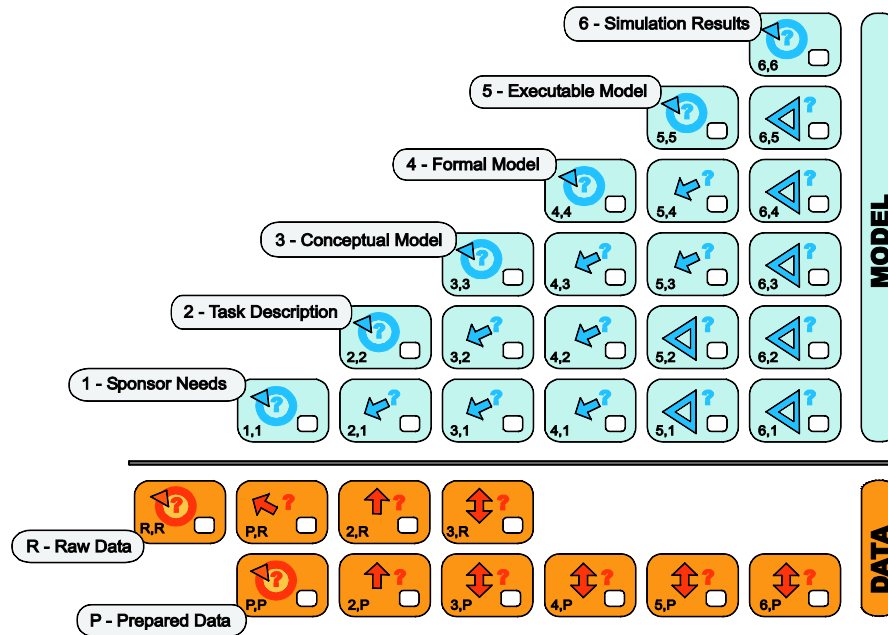 6 - Simulation Results
?
6,6
5 - Executable Model
?
5,5
?
6,5
4 - Formal Model
?
4,4
?
5,4
?
6,4
3 - Conceptual Model
?
3,3
?
4,3
?
5,3
?
6,3
2 - Task Description
?
2,2
?
3,2
?
4,2
?
5,2
?
6,2
1 - Sponsor Needs
?
1,1
?
2,1
?
3,1
?
4,1
?
5,1
?
6,1
MODEL
R - Raw Data
?
R,R
?
P,R
?
2,R
?
3,R
P - Prepared Data
?
P,P
?
2,P
?
3,P
?
4,P
?
5,P
?
6,P
DATA